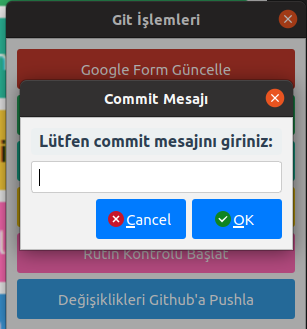 Git İşlemleri
Google Form Güncelle
Commit Mesajı
Lütfen commit mesajını giriniz:
Cancel
OK
Rutin Kontrolü Başlat
Değişiklikleri Github'a Pushla